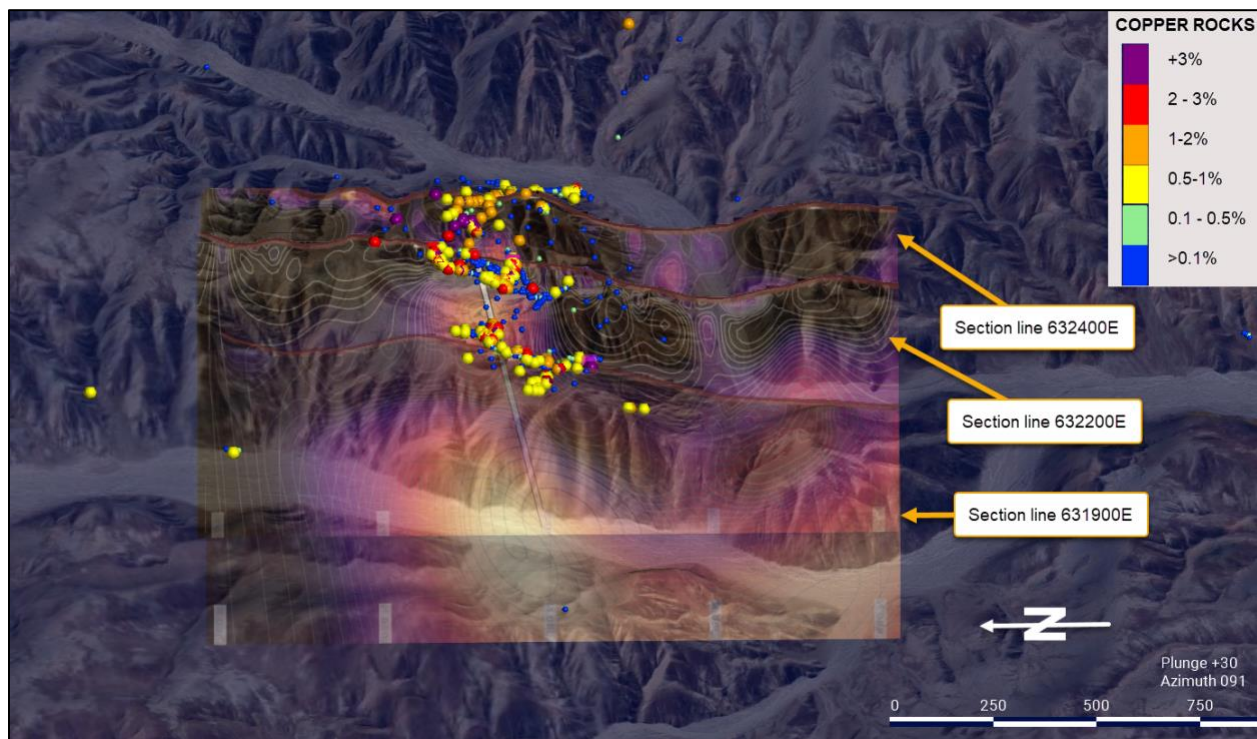 COPPER ROCKS
+3%
2 - 3%
1-2%
0.5-1%
0.1 - 0.5%
>0.1%
Section line 632400E
Section line 632200E
Section line 631900E
N
Plunge +30
Azimuth 091
0 250 500 750